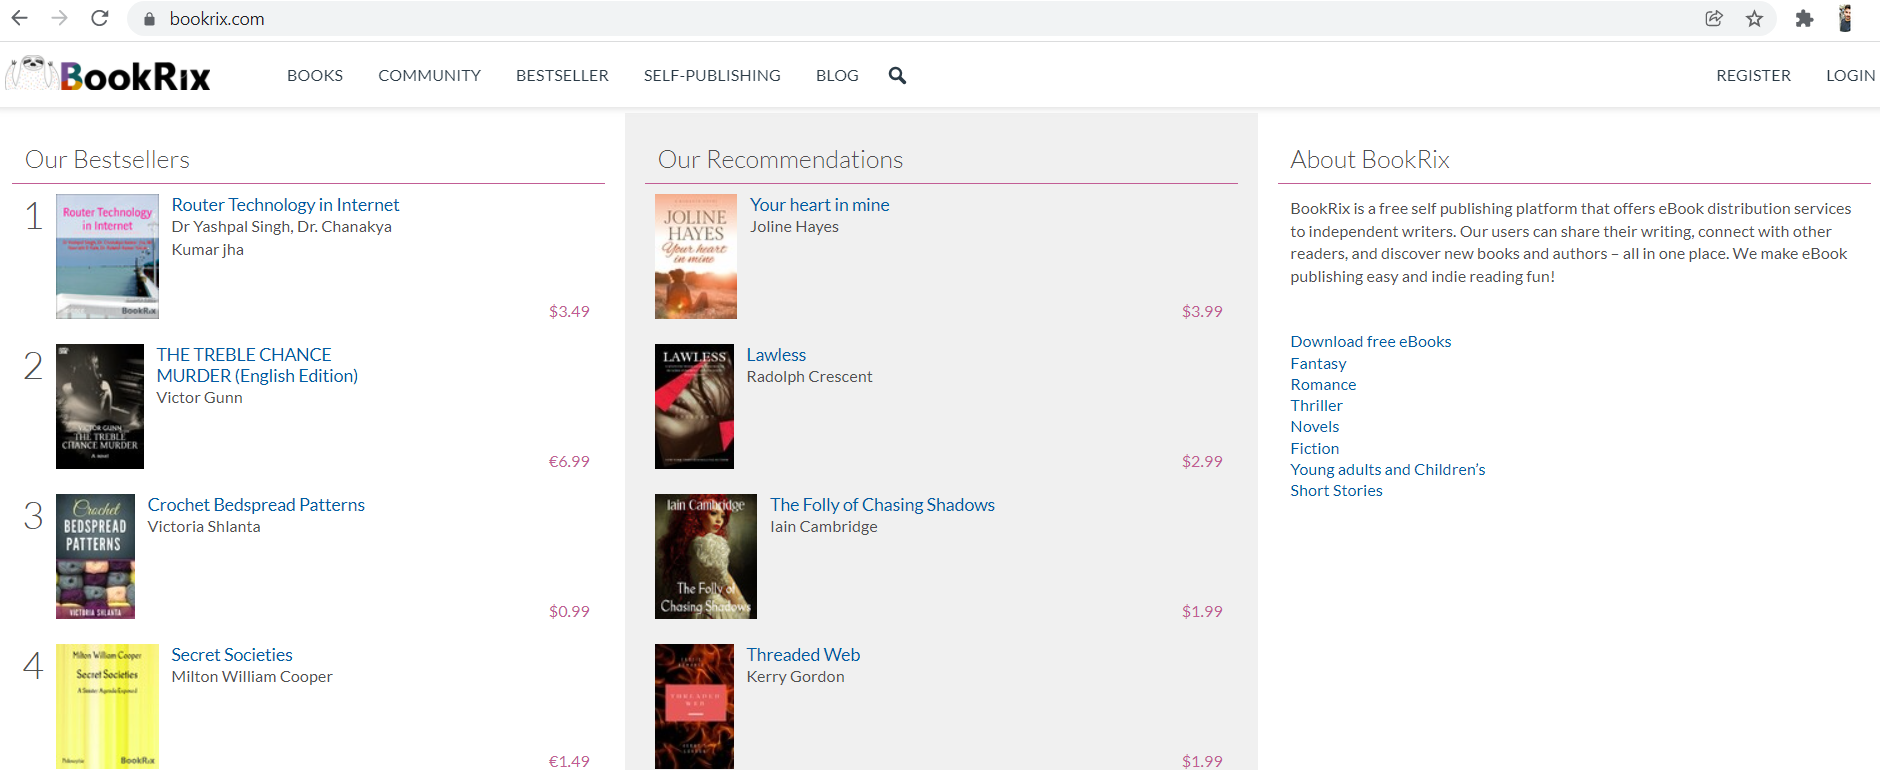 bookrix.com
BookRix
BOOKS COMMUNITY BESTSELLER SELF-PUBLISHING BLOG REGISTER LOGIN
Our Bestsellers
1
Router Technology
in Internet
BookRix
Router Technology in Internet
Dr Yashpal Singh, Dr. Chanakya
Kumar jha
$3.49
2
VICTOR GUNN
THE TREBLE
CHANCE MURDER
A novel
THE TREBLE CHANCE
MURDER (English Edition)
Victor Gunn
€6.99
3
Crochet
BEDSPREAD
PATTERNS
VICTORIA SHLANTA
Crochet Bedspread Patterns
Victoria Shlanta
$0.99
4
Milton William Cooper
Secret Societies
A Sinister Agenda Exposed
BookRix
Secret Societies
Milton William Cooper
€1.49
Our Recommendations
JOLINE
HAYES
Your heart
in mine
Your heart in mine
Joline Hayes
$3.99
LAWLESS
Lawless
Radolph Crescent
$2.99
Iain Cambridge
The Folly of
Chasing Shadows
The Folly of Chasing Shadows
Iain Cambridge
$1.99
THREADED
WEB
Threaded Web
Kerry Gordon
$1.99
About BookRix
BookRix is a free self publishing platform that offers eBook distribution services
to independent writers. Our users can share their writing, connect with other
readers, and discover new books and authors – all in one place. We make eBook
publishing easy and indie reading fun!
Download free eBooks
Fantasy
Romance
Thriller
Novels
Fiction
Young adults and Children’s
Short Stories